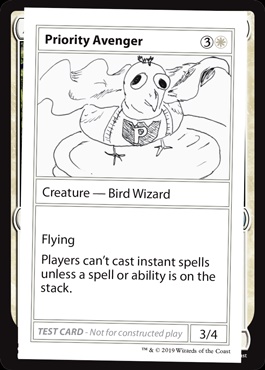 Priority Avenger 3
P
Creature — Bird Wizard
Flying
Players can't cast instant spells
unless a spell or ability is on the
stack.
TEST CARD - Not for constructed play
3/4
™ & © 2019 Wizards of the Coast